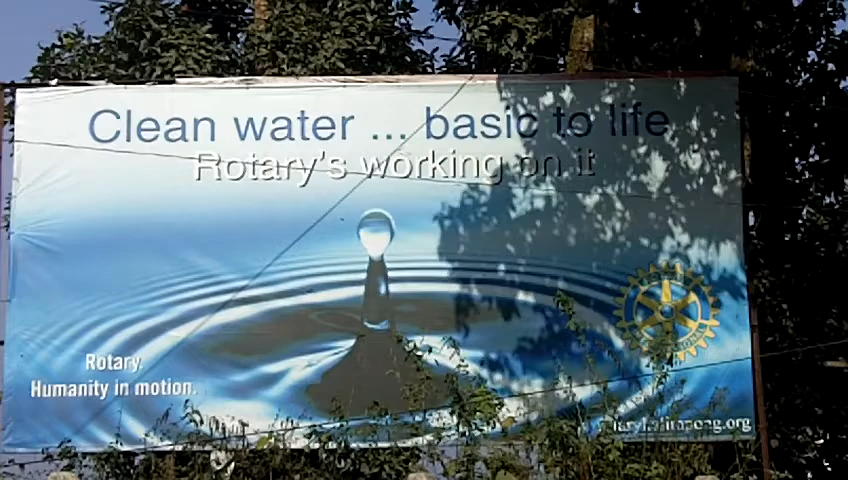 Clean water ... basic to life
Rotary's working on it
Rotary.
Humanity in motion.